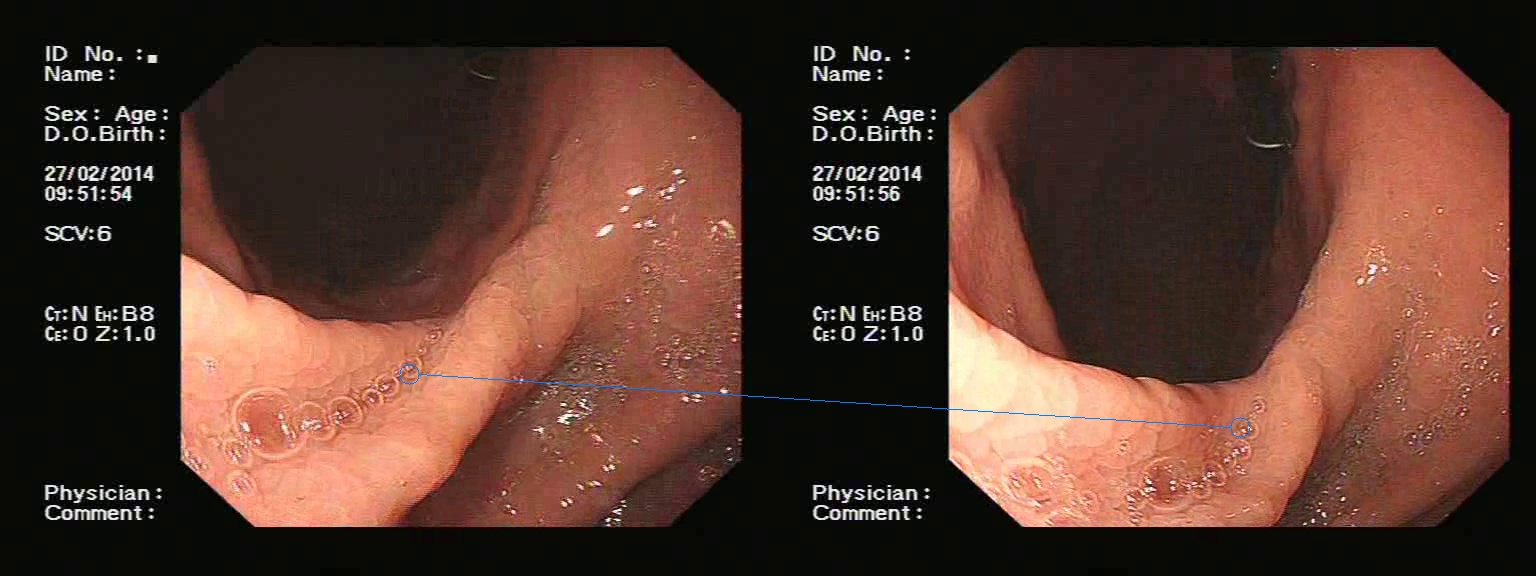 ID No. :
Name:
Sex: Age:
D.O.Birth:
27/02/2014
09:51:54
SCV:6
CT:N EH:B8
CE:0 Z:1.0
Physician:
Comment:
ID No. :
Name:
Sex: Age:
D.O.Birth:
27/02/2014
09:51:56
SCV:6
CT:N EH:B8
CE:0 Z:1.0
Physician:
Comment: